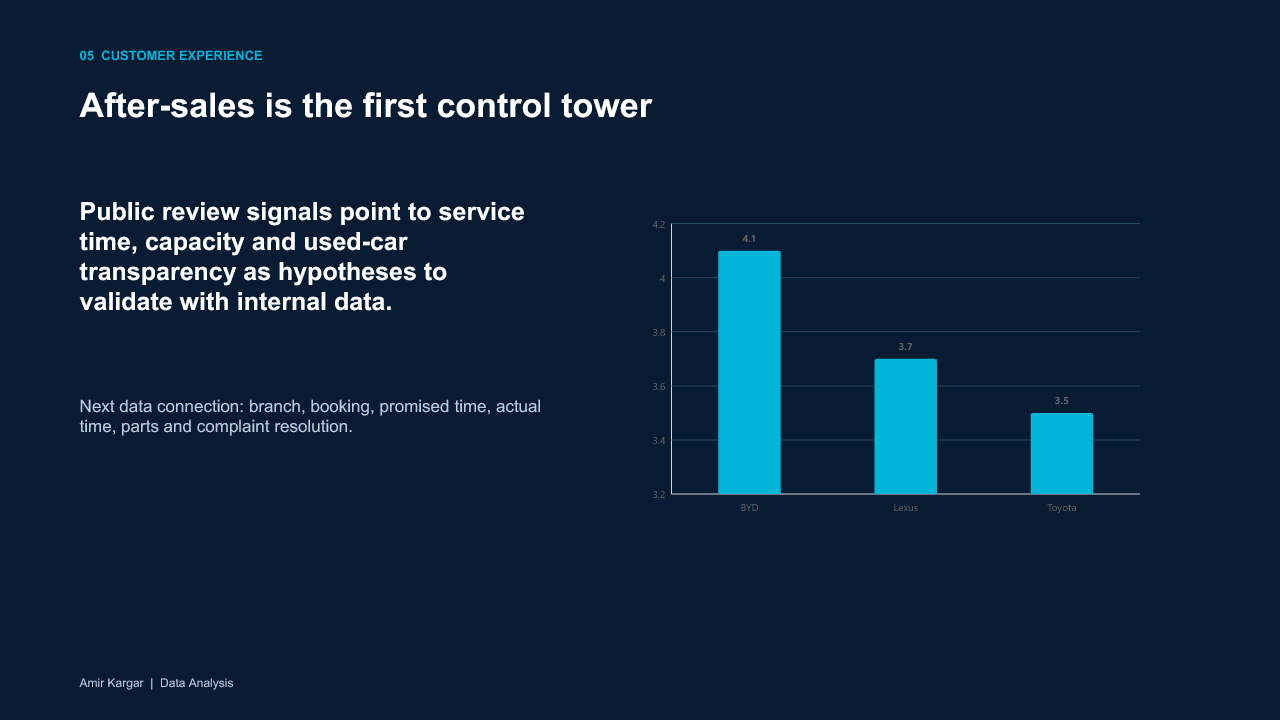 05 CUSTOMER EXPERIENCE
After-sales is the first control tower
Public review signals point to service
time, capacity and used-car
transparency as hypotheses to
validate with internal data.
Next data connection: branch, booking, promised time, actual
time, parts and complaint resolution.
4.2
4
3.8
3.6
3.4
3.2
4.1
3.7
3.5
BYD
Lexus
Toyota
Amir Kargar | Data Analysis